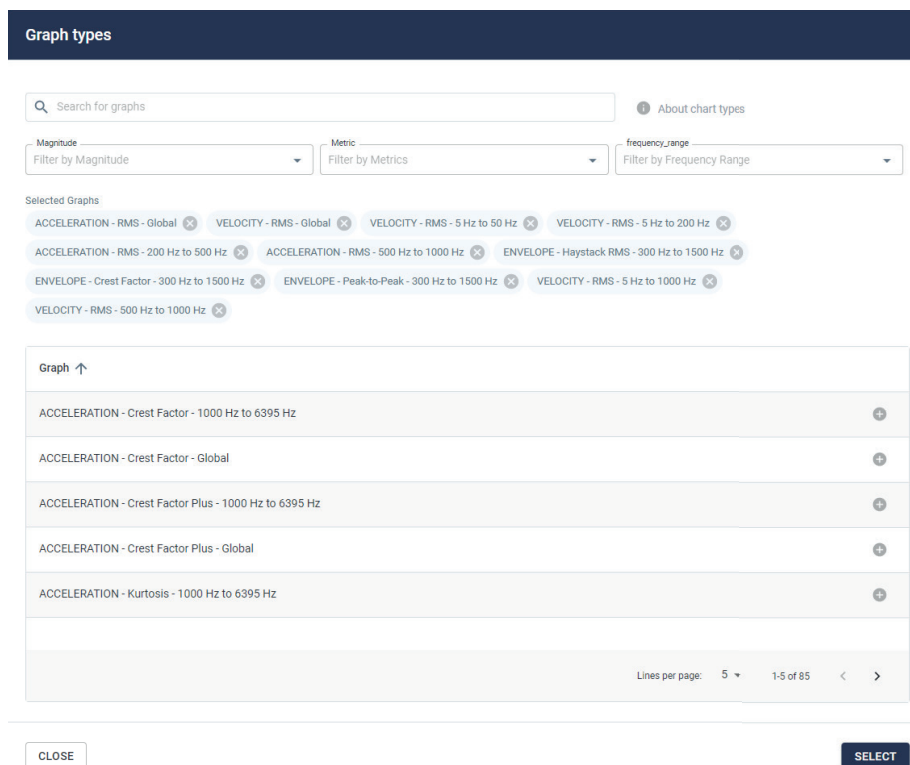 Graph types
Search for graphs
About chart types
Magnitude
Filter by Magnitude
Metric
Filter by Metrics
frequency_range
Filter by Frequency Range
Selected Graphs
ACCELERATION - RMS - Global
VELOCITY - RMS - Global
VELOCITY - RMS - 5 Hz to 50 Hz
VELOCITY - RMS - 5 Hz to 200 Hz
ACCELERATION - RMS - 200 Hz to 500 Hz
ACCELERATION - RMS - 500 Hz to 1000 Hz
ENVELOPE - Haystack RMS - 300 Hz to 1500 Hz
ENVELOPE - Crest Factor - 300 Hz to 1500 Hz
ENVELOPE - Peak-to-Peak - 300 Hz to 1500 Hz
VELOCITY - RMS - 5 Hz to 1000 Hz
VELOCITY - RMS - 500 Hz to 1000 Hz
Graph
ACCELERATION - Crest Factor - 1000 Hz to 6395 Hz
ACCELERATION - Crest Factor - Global
ACCELERATION - Crest Factor Plus - 1000 Hz to 6395 Hz
ACCELERATION - Crest Factor Plus - Global
ACCELERATION - Kurtosis - 1000 Hz to 6395 Hz
Lines per page: 5 1-5 of 85
CLOSE
SELECT